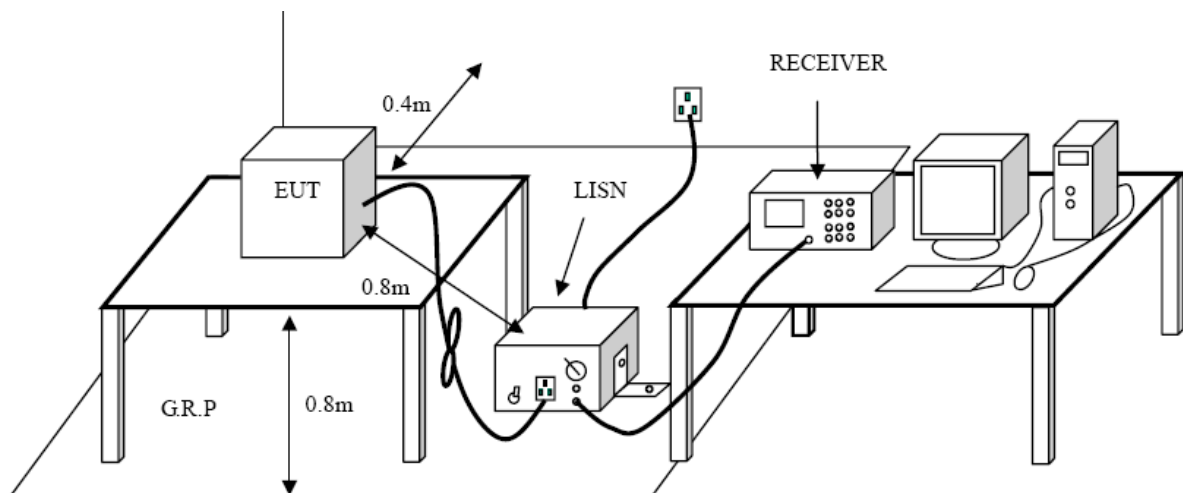 RECEIVER
0.4m
EUT
LISN
0.8m
G.R.P
0.8m